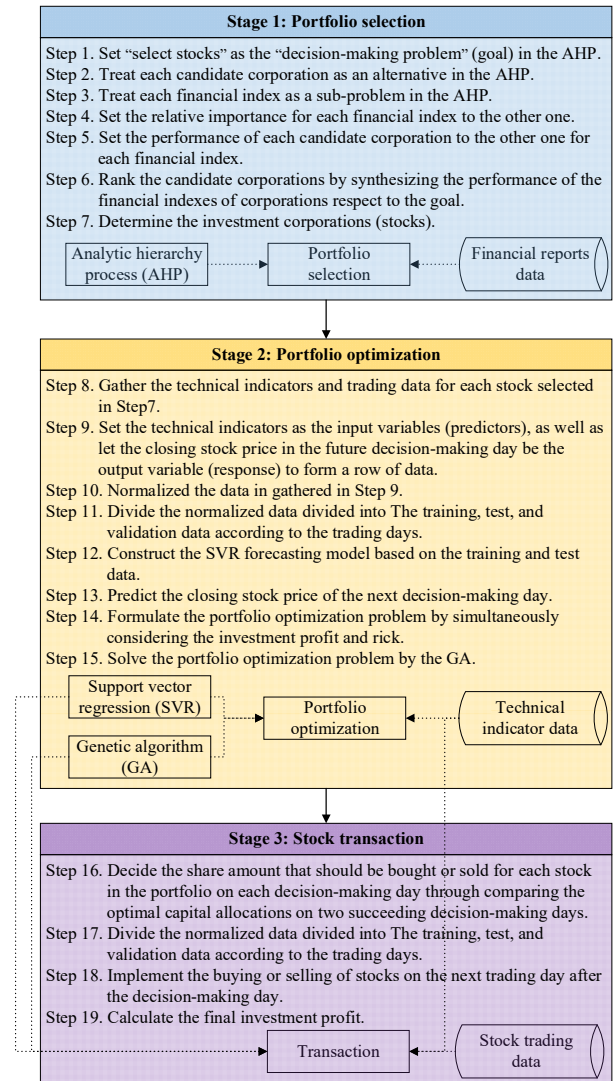 Stage 1: Portfolio selection
Step 1. Set “select stocks” as the “decision-making problem” (goal) in the AHP.
Step 2. Treat each candidate corporation as an alternative in the AHP.
Step 3. Treat each financial index as a sub-problem in the AHP.
Step 4. Set the relative importance for each financial index to the other one.
Step 5. Set the performance of each candidate corporation to the other one for
each financial index.
Step 6. Rank the candidate corporations by synthesizing the performance of the
financial indexes of corporations respect to the goal.
Step 7. Determine the investment corporations (stocks).
Analytic hierarchy
process (AHP)
Portfolio
selection
Financial reports
data
Stage 2: Portfolio optimization
Step 8. Gather the technical indicators and trading data for each stock selected
in Step7.
Step 9. Set the technical indicators as the input variables (predictors), as well as
let the closing stock price in the future decision-making day be the
output variable (response) to form a row of data.
Step 10. Normalized the data in gathered in Step 9.
Step 11. Divide the normalized data divided into The training, test, and
validation data according to the trading days.
Step 12. Construct the SVR forecasting model based on the training and test
data.
Step 13. Predict the closing stock price of the next decision-making day.
Step 14. Formulate the portfolio optimization problem by simultaneously
considering the investment profit and rick.
Step 15. Solve the portfolio optimization problem by the GA.
Support vector
regression (SVR)
Genetic algorithm
(GA)
Portfolio
optimization
Technical
indicator data
Stage 3: Stock transaction
Step 16. Decide the share amount that should be bought or sold for each stock
in the portfolio on each decision-making day through comparing the
optimal capital allocations on two succeeding decision-making days.
Step 17. Divide the normalized data divided into The training, test, and
validation data according to the trading days.
Step 18. Implement the buying or selling of stocks on the next trading day after
the decision-making day.
Step 19. Calculate the final investment profit.
Transaction
Stock trading
data